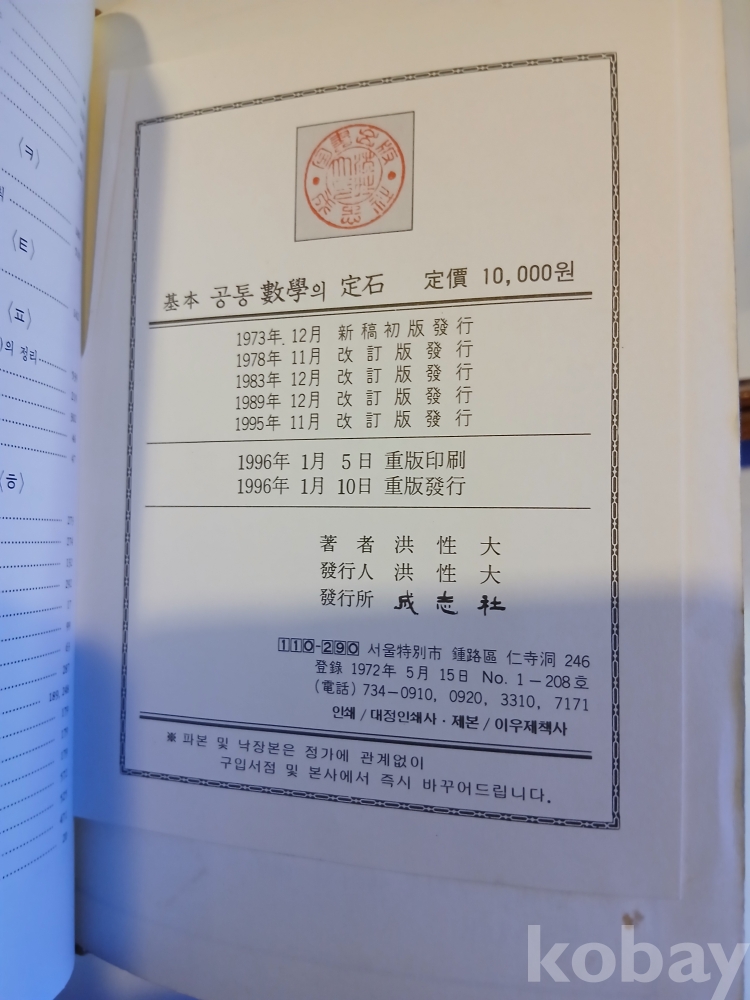 〈ㅋ〉
〈ㅌ〉
〈ㅍ〉
의 정리
〈ㅎ〉
273
274
189, 246
基本 공통 數學의 定石 定價 10,000원
1973年. 12月 新稿初版發行
1978年 11月 改訂版發行
1983年 12月 改訂版發行
1989年 12月 改訂版發行
1995年 11月 改訂版發行
1996年 1月 5日 重版印刷
1996年 1月 10日 重版發行
著者 洪性大
發行人 洪性大
發行所 成志社
110-290 서울特別市 鍾路區 仁寺洞 246
登錄 1972年 5月 15日 No. 1－208호
(電話) 734-0910, 0920, 3310, 7171
인쇄 / 대정인쇄사 · 제본 / 이우제책사
※ 파본 및 낙장본은 정가에 관계없이
구입서점 및 본사에서 즉시 바꾸어드립니다.
kobay